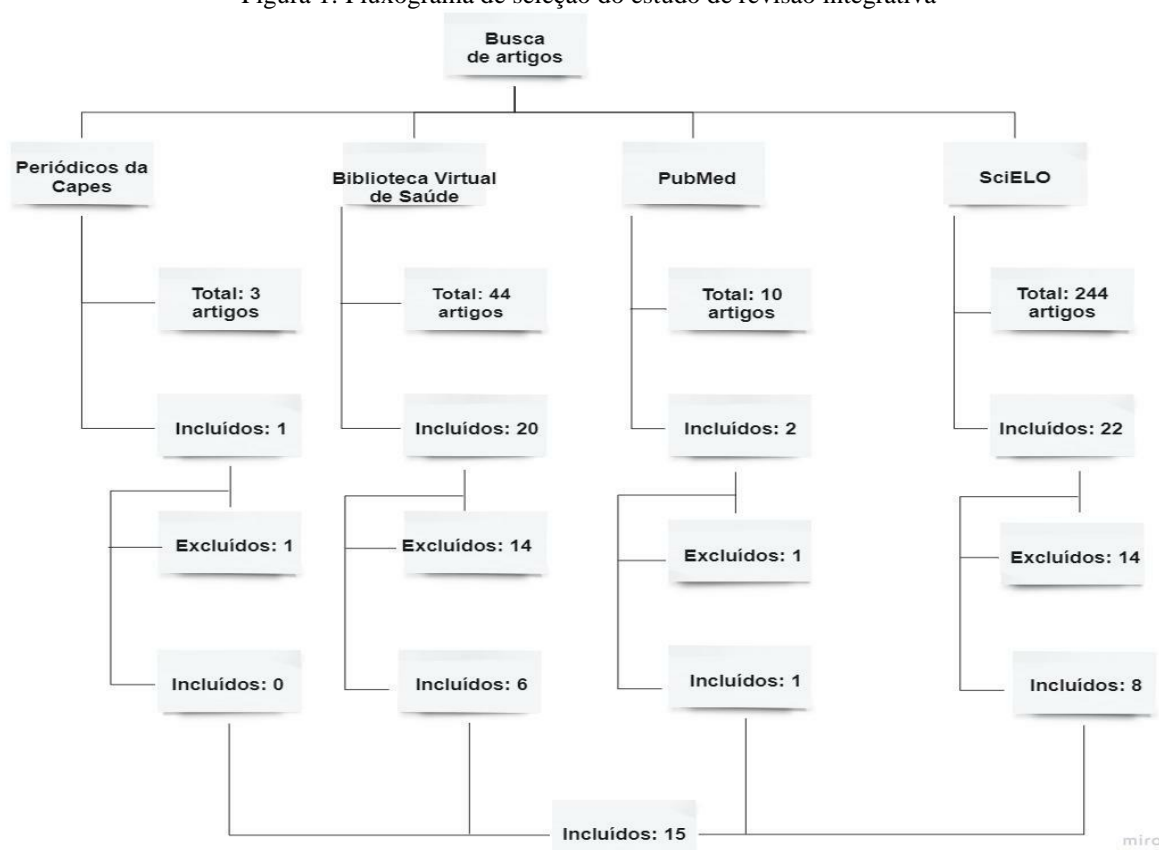 Figura 1: Fluxograma de seleção do estudo de revisão integrativa
Busca
de artigos
Periódicos da
Capes
Biblioteca Virtual
de Saúde
PubMed
SciELO
Total: 3
artigos
Total: 44
artigos
Total: 10
artigos
Total: 244
artigos
Incluídos: 1
Incluídos: 20
Incluídos: 2
Incluídos: 22
Excluídos: 1
Excluídos: 14
Excluídos: 1
Excluídos: 14
Incluídos: 0
Incluídos: 6
Incluídos: 1
Incluídos: 8
Incluídos: 15
miro